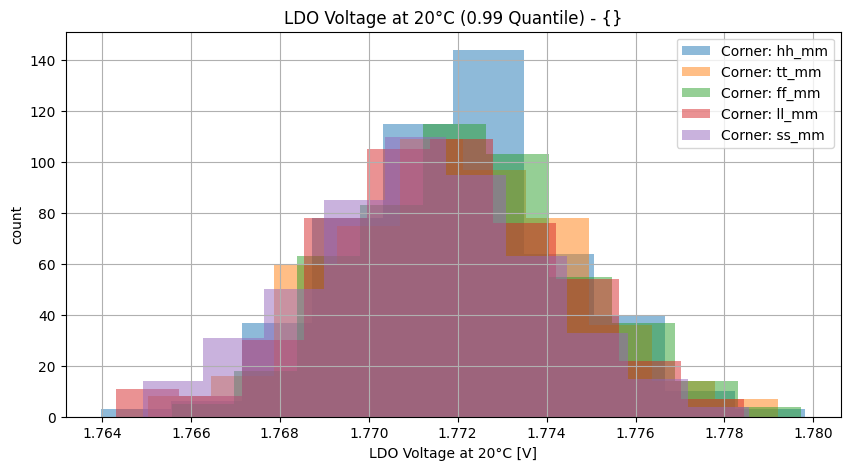 LDO Voltage at 20°C (0.99 Quantile) - {}
Corner: hh_mm
Corner: tt_mm
Corner: ff_mm
Corner: ll_mm
Corner: ss_mm
count
140
120
100
80
60
40
20
0
1.764 1.766 1.768 1.770 1.772 1.774 1.776 1.778 1.780
LDO Voltage at 20°C [V]